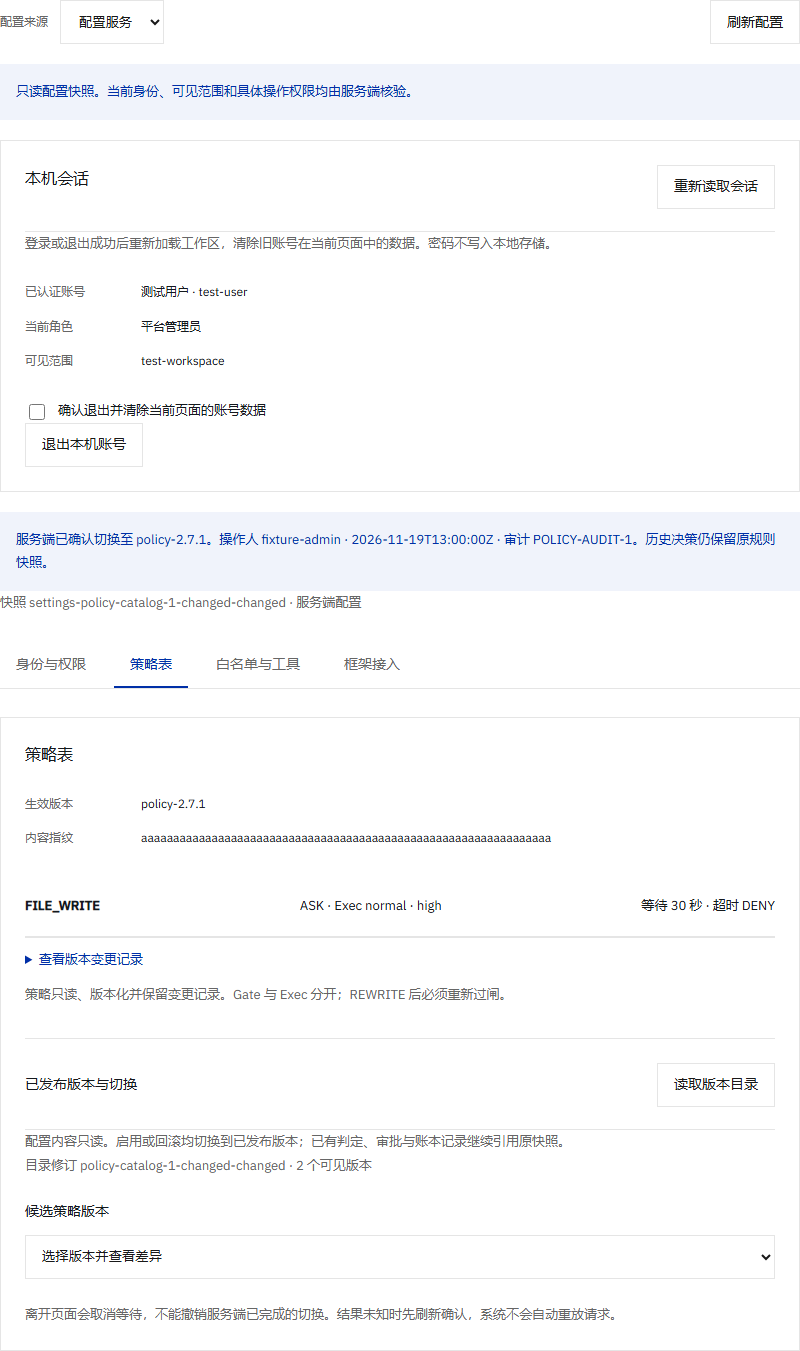 配置来源 配置服务 刷新配置
只读配置快照。当前身份、可见范围和具体操作权限均由服务端核验。
本机会话 重新读取会话
登录或退出成功后重新加载工作区，清除旧账号在当前页面中的数据。密码不写入本地存储。
已认证账号 测试用户 · test-user
当前角色 平台管理员
可见范围 test-workspace
确认退出并清除当前页面的账号数据
退出本机账号
服务端已确认切换至 policy-2.7.1。操作人 fixture-admin · 2026-11-19T13:00:00Z · 审计 POLICY-AUDIT-1。历史决策仍保留原规则
快照。
快照 settings-policy-catalog-1-changed-changed · 服务端配置
身份与权限 策略表 白名单与工具 框架接入
策略表
生效版本 policy-2.7.1
内容指纹 aaaaaaaaaaaaaaaaaaaaaaaaaaaaaaaaaaaaaaaaaaaaaaaaaaaaaaaaaaaaaaaa
FILE_WRITE ASK · Exec normal · high 等待 30 秒 · 超时 DENY
查看版本变更记录
策略只读、版本化并保留变更记录。Gate 与 Exec 分开；REWRITE 后必须重新过闸。
已发布版本与切换 读取版本目录
配置内容只读。启用或回滚均切换到已发布版本；已有判定、审批与账本记录继续引用原快照。
目录修订 policy-catalog-1-changed-changed · 2 个可见版本
候选策略版本
选择版本并查看差异
离开页面会取消等待，不能撤销服务端已完成的切换。结果未知时先刷新确认，系统不会自动重放请求。